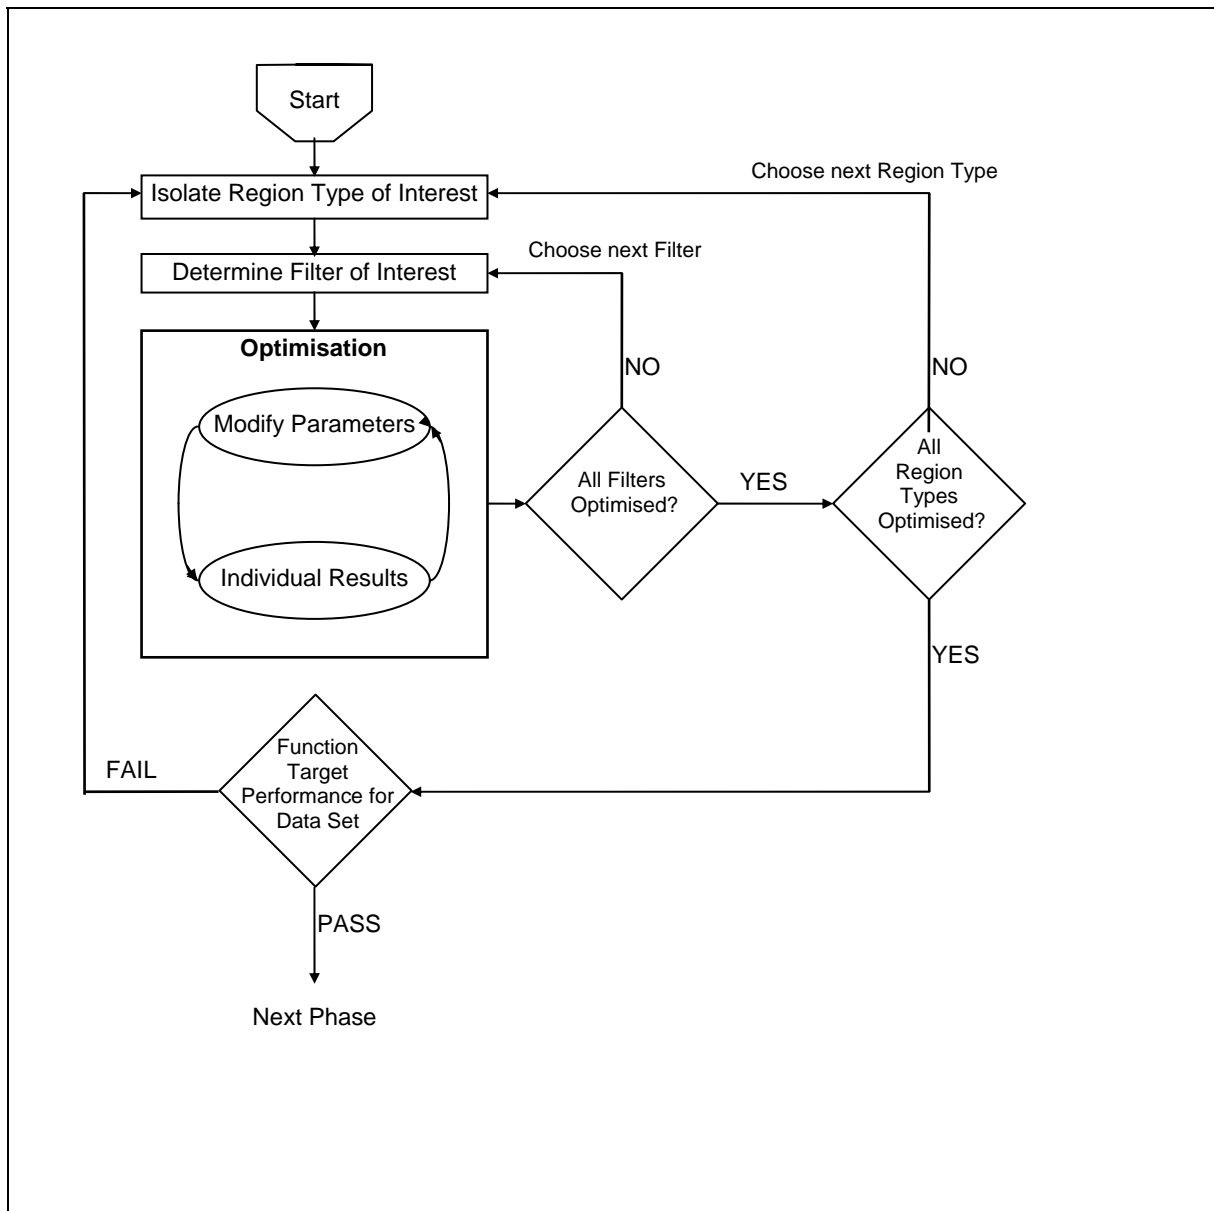 Start
Choose next Region Type
Isolate Region Type of Interest
Choose next Filter
Determine Filter of Interest
Optimisation
NO
NO
Modify Parameters
All Filters
Optimised?
YES
All
Region
Types
Optimised?
Individual Results
YES
Function
Target
Performance for
Data Set
FAIL
PASS
Next Phase